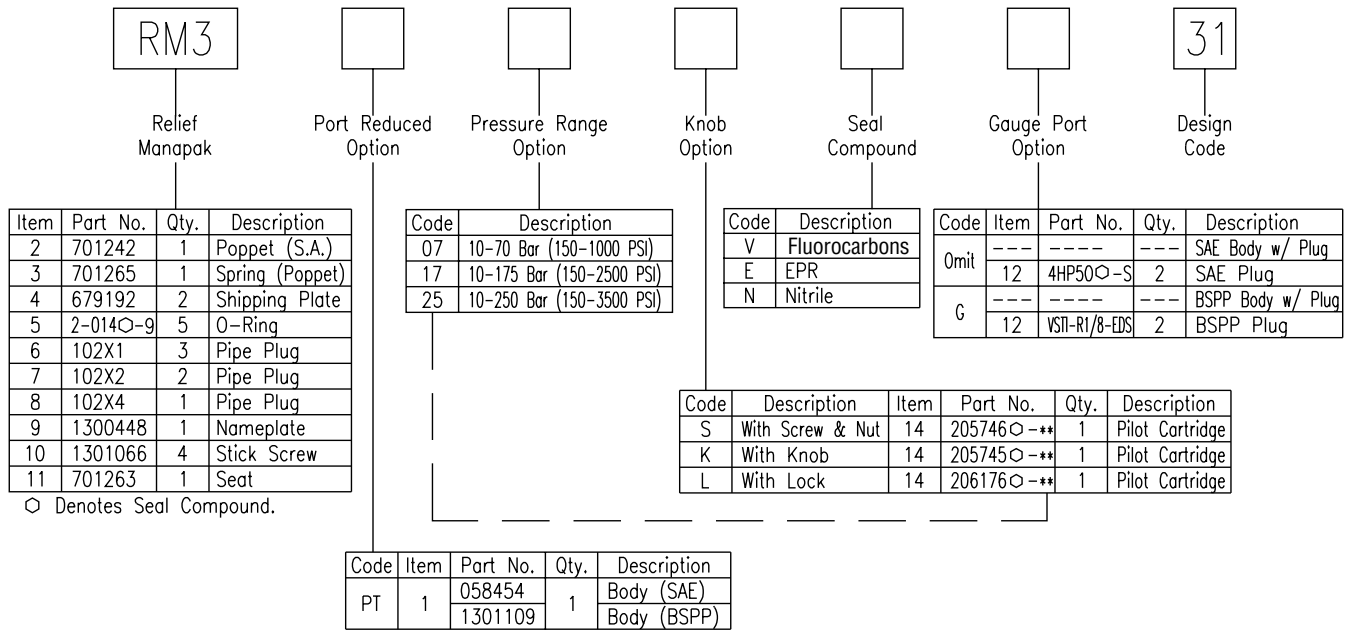 RM3 31
Relief Manapak
Port Reduced Option
Pressure Range Option
Knob Option
Seal Compound
Gauge Port Option
Design Code
Item Part No. Qty. Description
2 701242 1 Poppet (S.A.)
3 701265 1 Spring (Poppet)
4 679192 2 Shipping Plate
5 2-014⬡-9 5 O-Ring
6 102X1 3 Pipe Plug
7 102X2 2 Pipe Plug
8 102X4 1 Pipe Plug
9 1300448 1 Nameplate
10 1301066 4 Stick Screw
11 701263 1 Seat
⬡ Denotes Seal Compound.
Code Description
07 10-70 Bar (150-1000 PSI)
17 10-175 Bar (150-2500 PSI)
25 10-250 Bar (150-3500 PSI)
Code Description
V Fluorocarbons
E EPR
N Nitrile
Code Item Part No. Qty. Description
Omit --- ---- --- SAE Body w/ Plug
12 4HP50⬡-S 2 SAE Plug
G --- ---- --- BSPP Body w/ Plug
12 VSTI-R1/8-EDS 2 BSPP Plug
Code Description Item Part No. Qty. Description
S With Screw & Nut 14 205746⬡-** 1 Pilot Cartridge
K With Knob 14 205745⬡-** 1 Pilot Cartridge
L With Lock 14 206176⬡-** 1 Pilot Cartridge
Code Item Part No. Qty. Description
PT 1 058454 1 Body (SAE)
1301109 Body (BSPP)